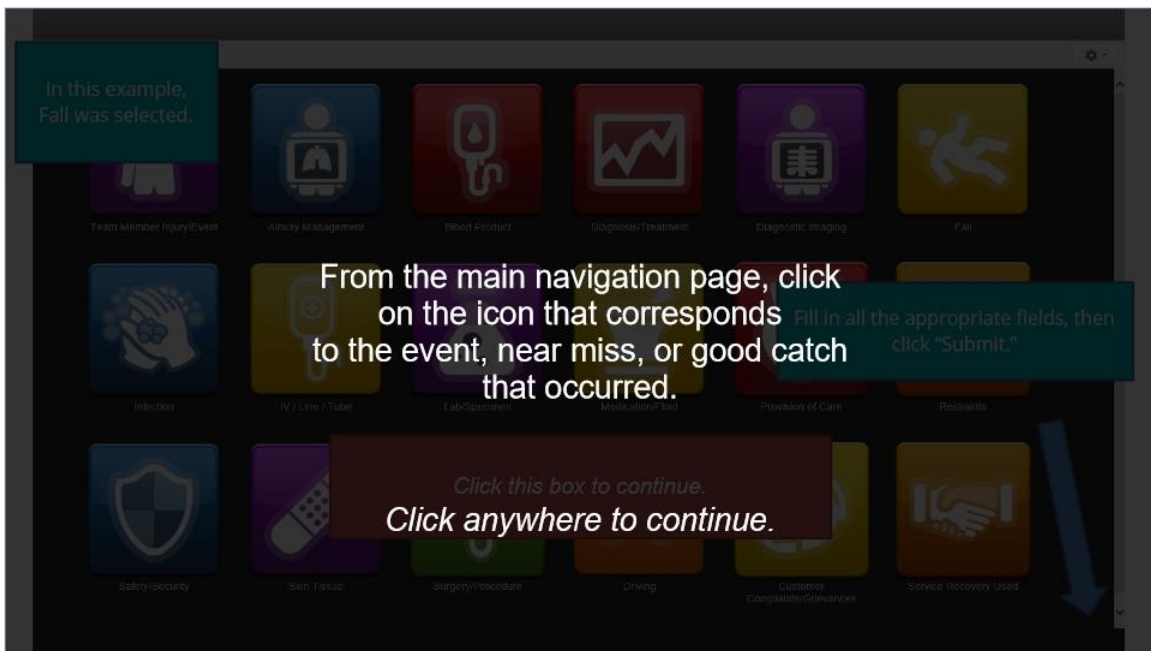 In this example,
Fall was selected.
Team Member Injury/Event
Airway Management
Blood Product
Diagnosis/Treatment
Diagnostic Imaging
Fall
From the main navigation page, click
on the icon that corresponds
to the event, near miss, or good catch
that occurred.
Fill in all the appropriate fields, then
click "Submit."
Infection
IV / Line / Tube
Lab/Specimen
Medication/Fluid
Provision of Care
Restraints
Click this box to continue.
Click anywhere to continue.
Safety/Security
Skin Tissue
Surgery/Procedure
Driving
Customer
Complaints/Grievances
Service Recovery Used